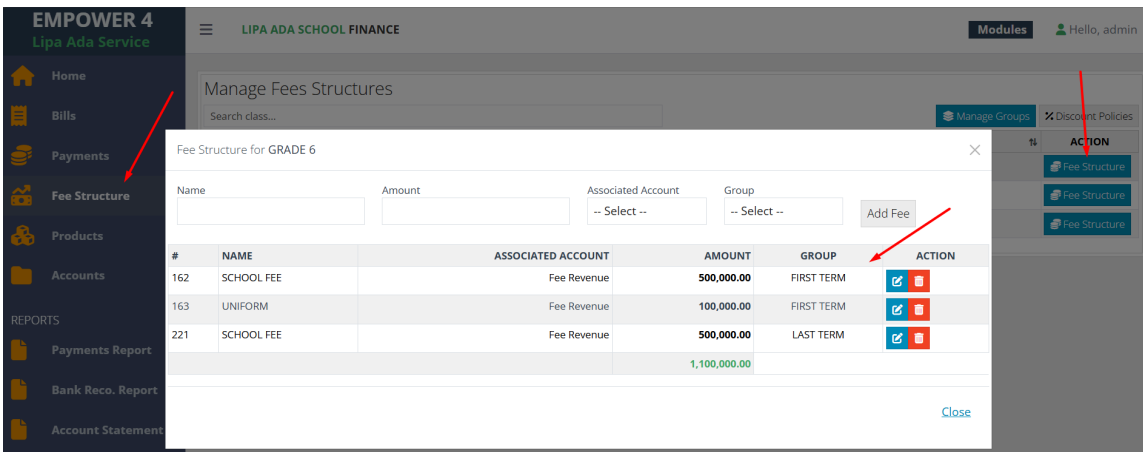 EMPOWER 4
Lipa Ada Service
LIPA ADA SCHOOL FINANCE
Modules
Hello, admin
Home
Bills
Payments
Fee Structure
Products
Accounts
REPORTS
Payments Report
Bank Reco. Report
Account Statement
Manage Fees Structures
Search class...
Manage Groups
Discount Policies
ACTION
Fee Structure
Fee Structure
Fee Structure
Fee Structure for GRADE 6
Name Amount Associated Account Group
-- Select -- -- Select -- Add Fee
# NAME ASSOCIATED ACCOUNT AMOUNT GROUP ACTION
162 SCHOOL FEE Fee Revenue 500,000.00 FIRST TERM
163 UNIFORM Fee Revenue 100,000.00 FIRST TERM
221 SCHOOL FEE Fee Revenue 500,000.00 LAST TERM
1,100,000.00
Close